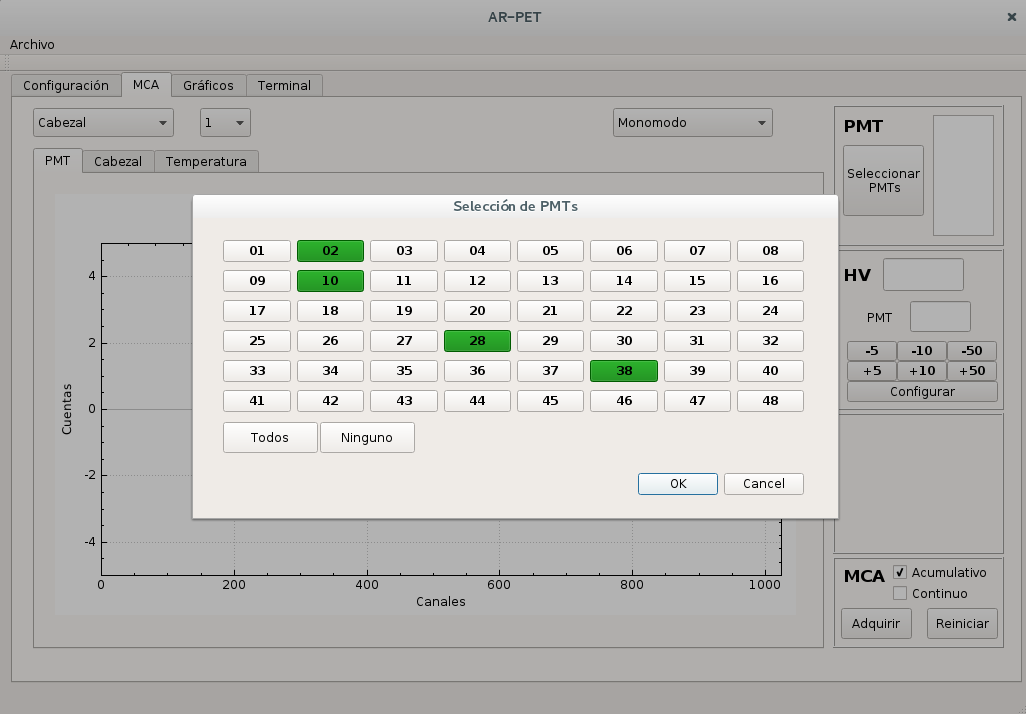 AR-PET
Archivo
Configuración MCA Gráficos Terminal
Cabezal 1 Monomodo
PMT Cabezal Temperatura
PMT
Seleccionar
PMTs
Selección de PMTs
01 02 03 04 05 06 07 08
09 10 11 12 13 14 15 16
17 18 19 20 21 22 23 24
25 26 27 28 29 30 31 32
33 34 35 36 37 38 39 40
41 42 43 44 45 46 47 48
Todos Ninguno
OK Cancel
Cuentas
4
2
0
-2
-4
0 200 400 600 800 1000
Canales
HV
PMT
-5 -10 -50
+5 +10 +50
Configurar
MCA Acumulativo
Continuo
Adquirir Reiniciar